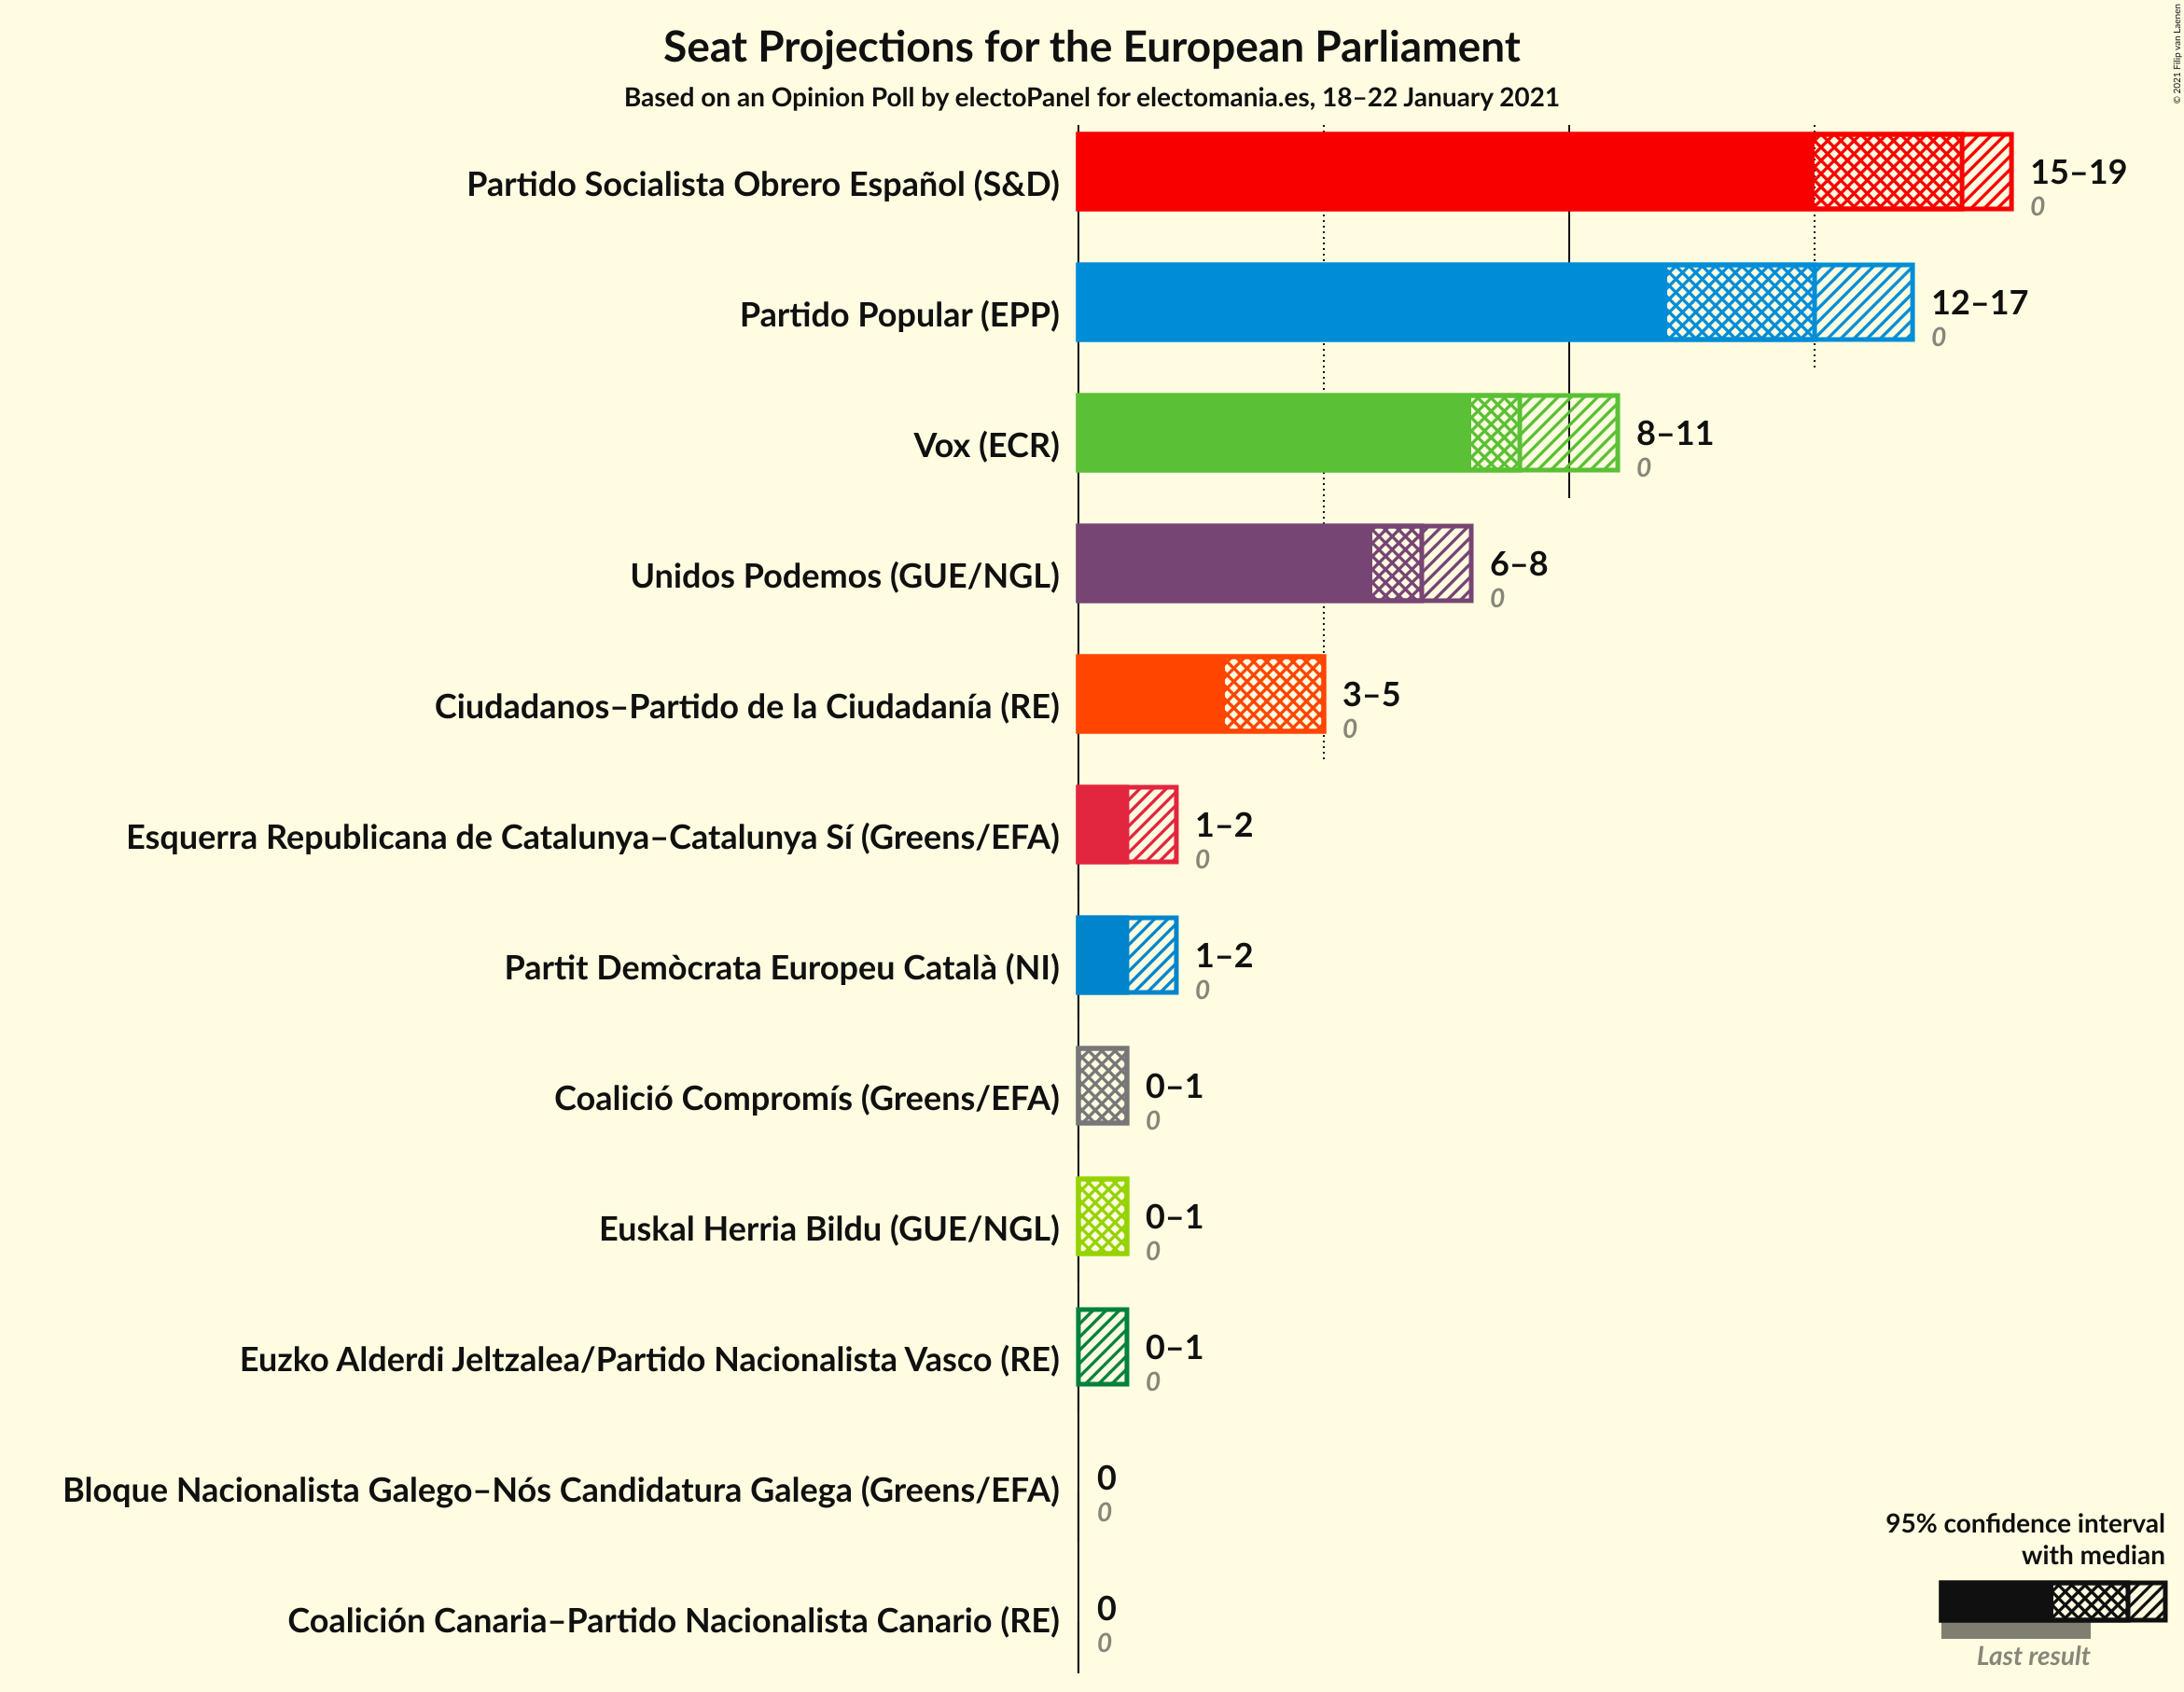 Seat Projections for the European Parliament
Based on an Opinion Poll by electoPanel for electomania.es, 18–22 January 2021
© 2021 Filip van Laenen
Partido Socialista Obrero Español (S&D)
15–19
0
Partido Popular (EPP)
12–17
0
Vox (ECR)
8–11
0
Unidos Podemos (GUE/NGL)
6–8
0
Ciudadanos–Partido de la Ciudadanía (RE)
3–5
0
Esquerra Republicana de Catalunya–Catalunya Sí (Greens/EFA)
1–2
0
Partit Demòcrata Europeu Català (NI)
1–2
0
Coalició Compromís (Greens/EFA)
0–1
0
Euskal Herria Bildu (GUE/NGL)
0–1
0
Euzko Alderdi Jeltzalea/Partido Nacionalista Vasco (RE)
0–1
0
Bloque Nacionalista Galego–Nós Candidatura Galega (Greens/EFA)
0
0
Coalición Canaria–Partido Nacionalista Canario (RE)
0
0
95% confidence interval
with median
Last result